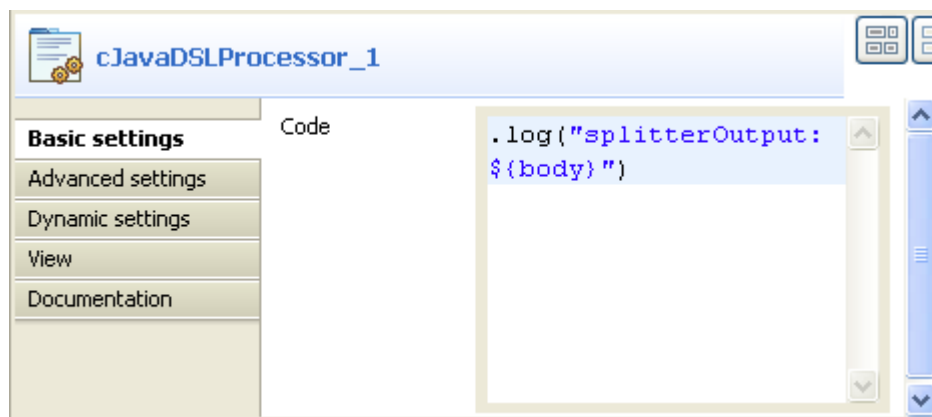 cJavaDSLProcessor_1
Basic settings
Advanced settings
Dynamic settings
View
Documentation
Code
.log("splitterOutput:
${body}")